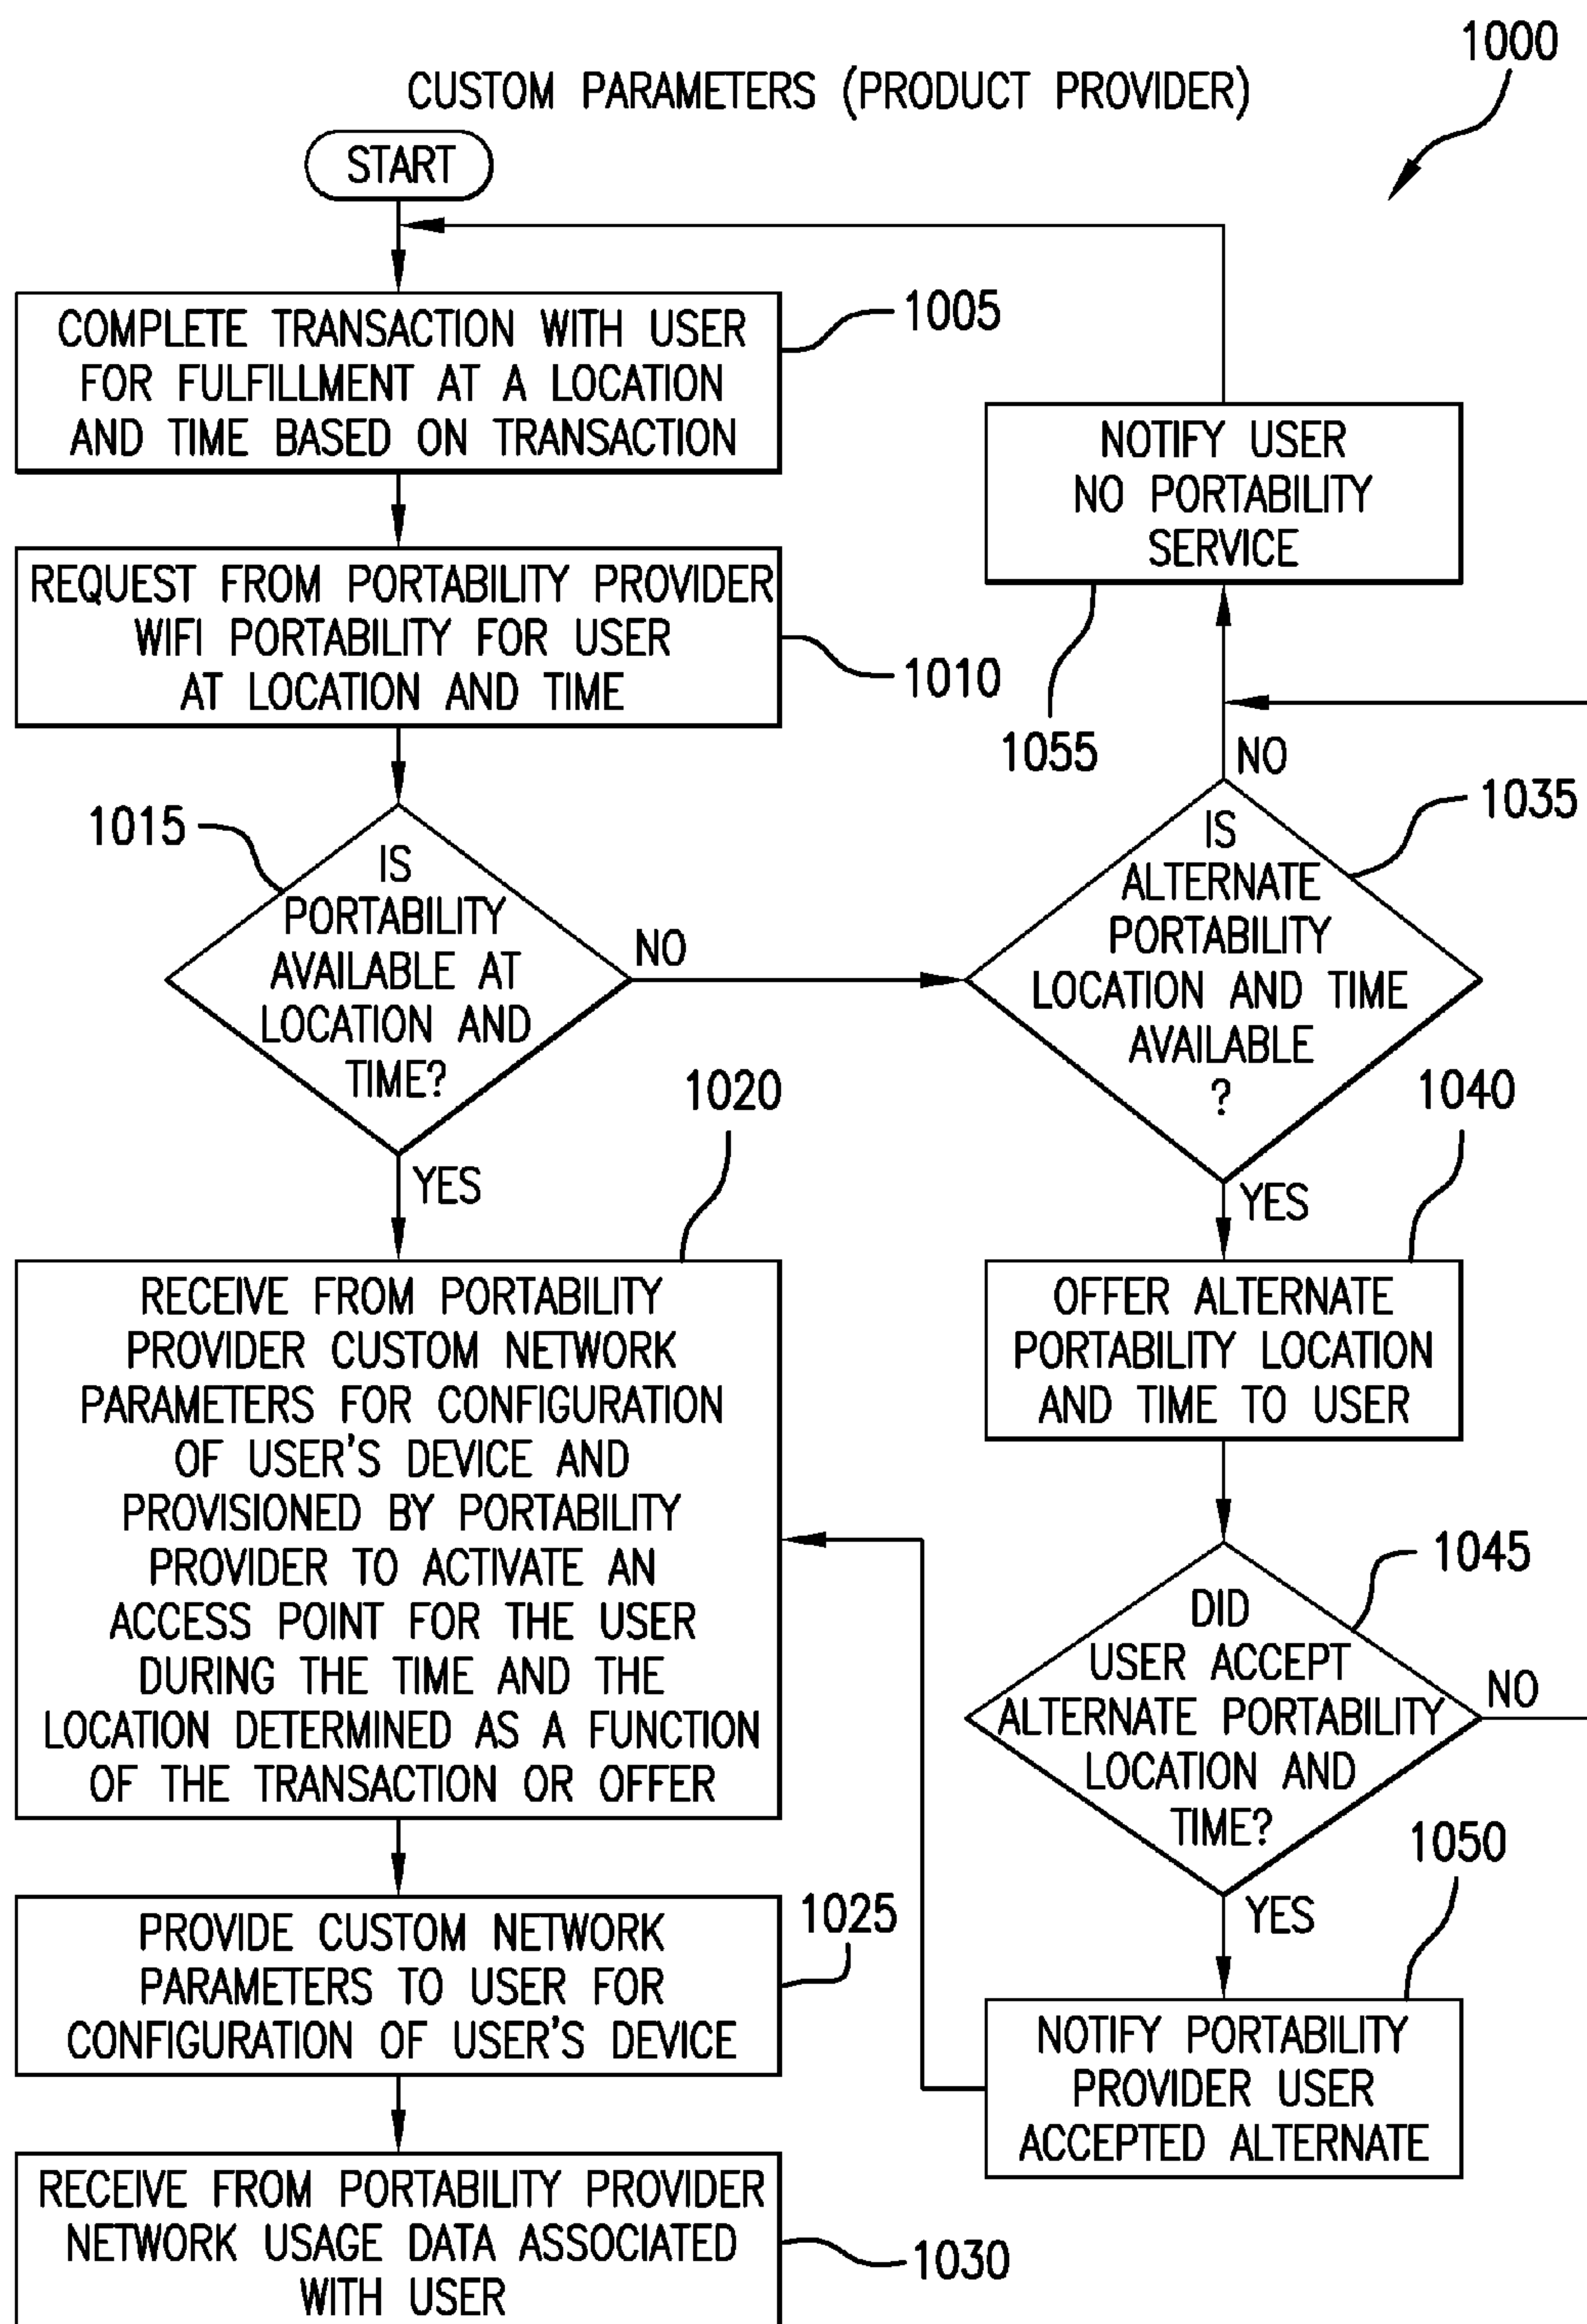 1000
CUSTOM PARAMETERS (PRODUCT PROVIDER)
START
COMPLETE TRANSACTION WITH USER
FOR FULFILLMENT AT A LOCATION
AND TIME BASED ON TRANSACTION
1005
REQUEST FROM PORTABILITY PROVIDER
WIFI PORTABILITY FOR USER
AT LOCATION AND TIME
1010
1015
IS
PORTABILITY
AVAILABLE AT
LOCATION AND
TIME?
NO
YES
1020
RECEIVE FROM PORTABILITY
PROVIDER CUSTOM NETWORK
PARAMETERS FOR CONFIGURATION
OF USER'S DEVICE AND
PROVISIONED BY PORTABILITY
PROVIDER TO ACTIVATE AN
ACCESS POINT FOR THE USER
DURING THE TIME AND THE
LOCATION DETERMINED AS A FUNCTION
OF THE TRANSACTION OR OFFER
PROVIDE CUSTOM NETWORK
PARAMETERS TO USER FOR
CONFIGURATION OF USER'S DEVICE
1025
RECEIVE FROM PORTABILITY PROVIDER
NETWORK USAGE DATA ASSOCIATED
WITH USER
1030
NOTIFY USER
NO PORTABILITY
SERVICE
1055
NO
1035
IS
ALTERNATE
PORTABILITY
LOCATION AND TIME
AVAILABLE
?
YES
1040
OFFER ALTERNATE
PORTABILITY LOCATION
AND TIME TO USER
1045
DID
USER ACCEPT
ALTERNATE PORTABILITY
LOCATION AND
TIME?
NO
YES
1050
NOTIFY PORTABILITY
PROVIDER USER
ACCEPTED ALTERNATE